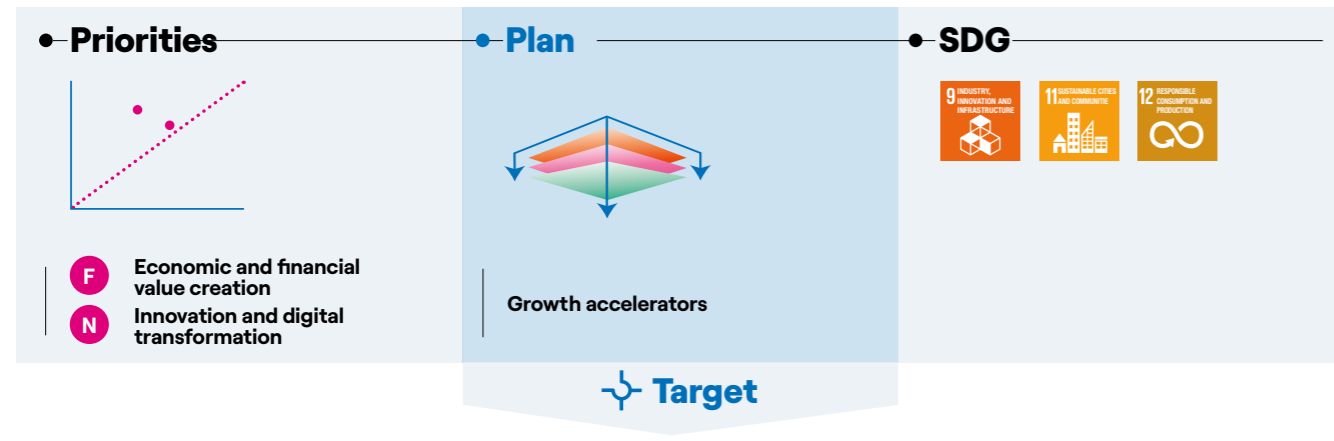 Priorities
Plan
SDG
9 INDUSTRY,
INNOVATION AND
INFRASTRUCTURE
11 SUSTAINABLE CITIES
AND COMMUNITIE
12 RESPONSIBLE
CONSUMPTION AND
PRODUCTION
F Economic and financial
value creation
N Innovation and digital
transformation
Growth accelerators
Target